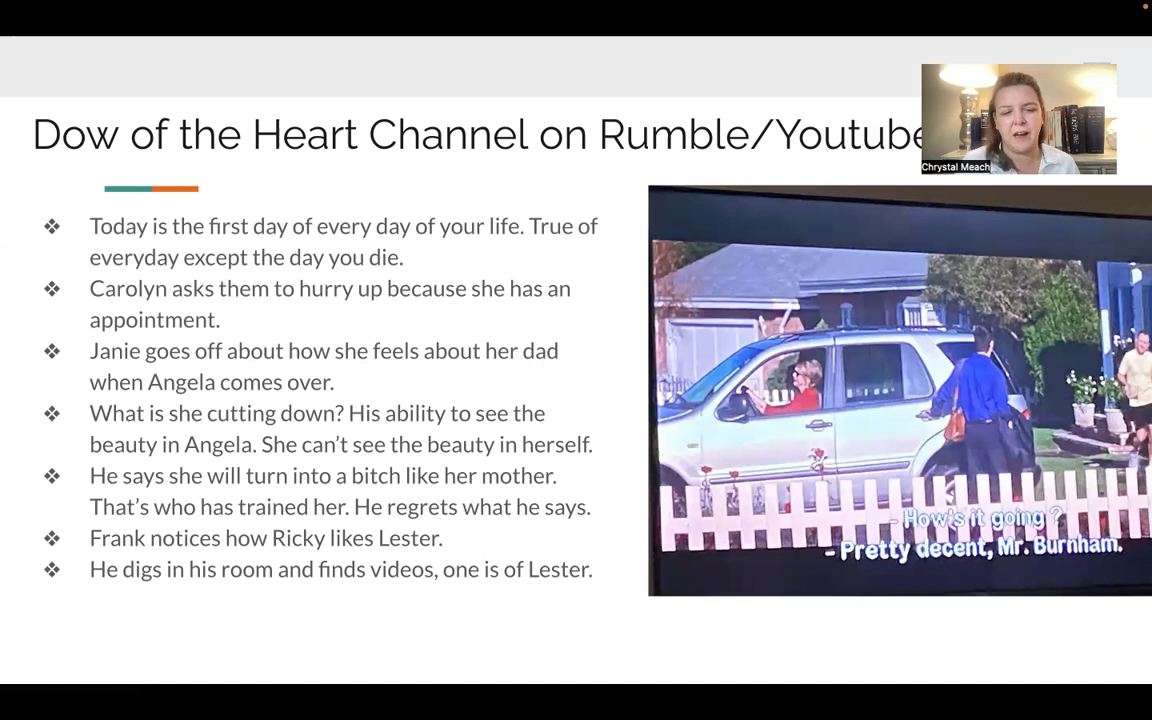 Dow of the Heart Channel on Rumble/Youtube
Chrystal Meach
❖ Today is the first day of every day of your life. True of
everyday except the day you die.
❖ Carolyn asks them to hurry up because she has an
appointment.
❖ Janie goes off about how she feels about her dad
when Angela comes over.
❖ What is she cutting down? His ability to see the
beauty in Angela. She can’t see the beauty in herself.
❖ He says she will turn into a bitch like her mother.
That’s who has trained her. He regrets what he says.
❖ Frank notices how Ricky likes Lester.
❖ He digs in his room and finds videos, one is of Lester.
- How's it going?
- Pretty decent, Mr. Burnham.